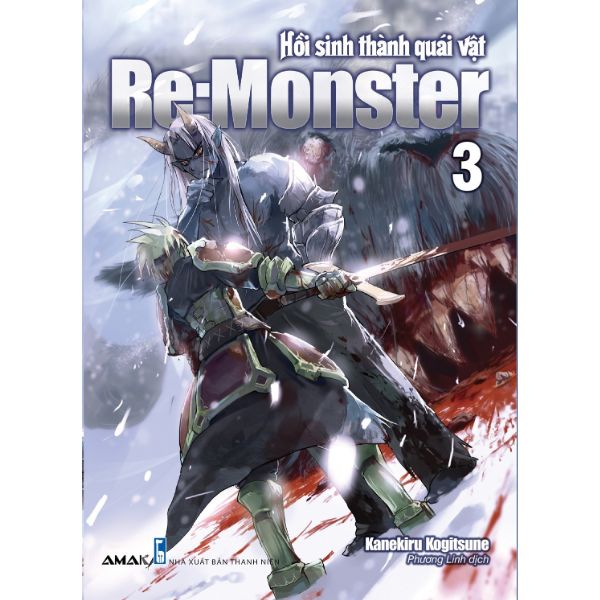 Hồi sinh thành quái vật
Re:Monster
3
Kanekiru Kogitsune
Phương Linh dịch
AMAK NHÀ XUẤT BẢN THANH NIÊN